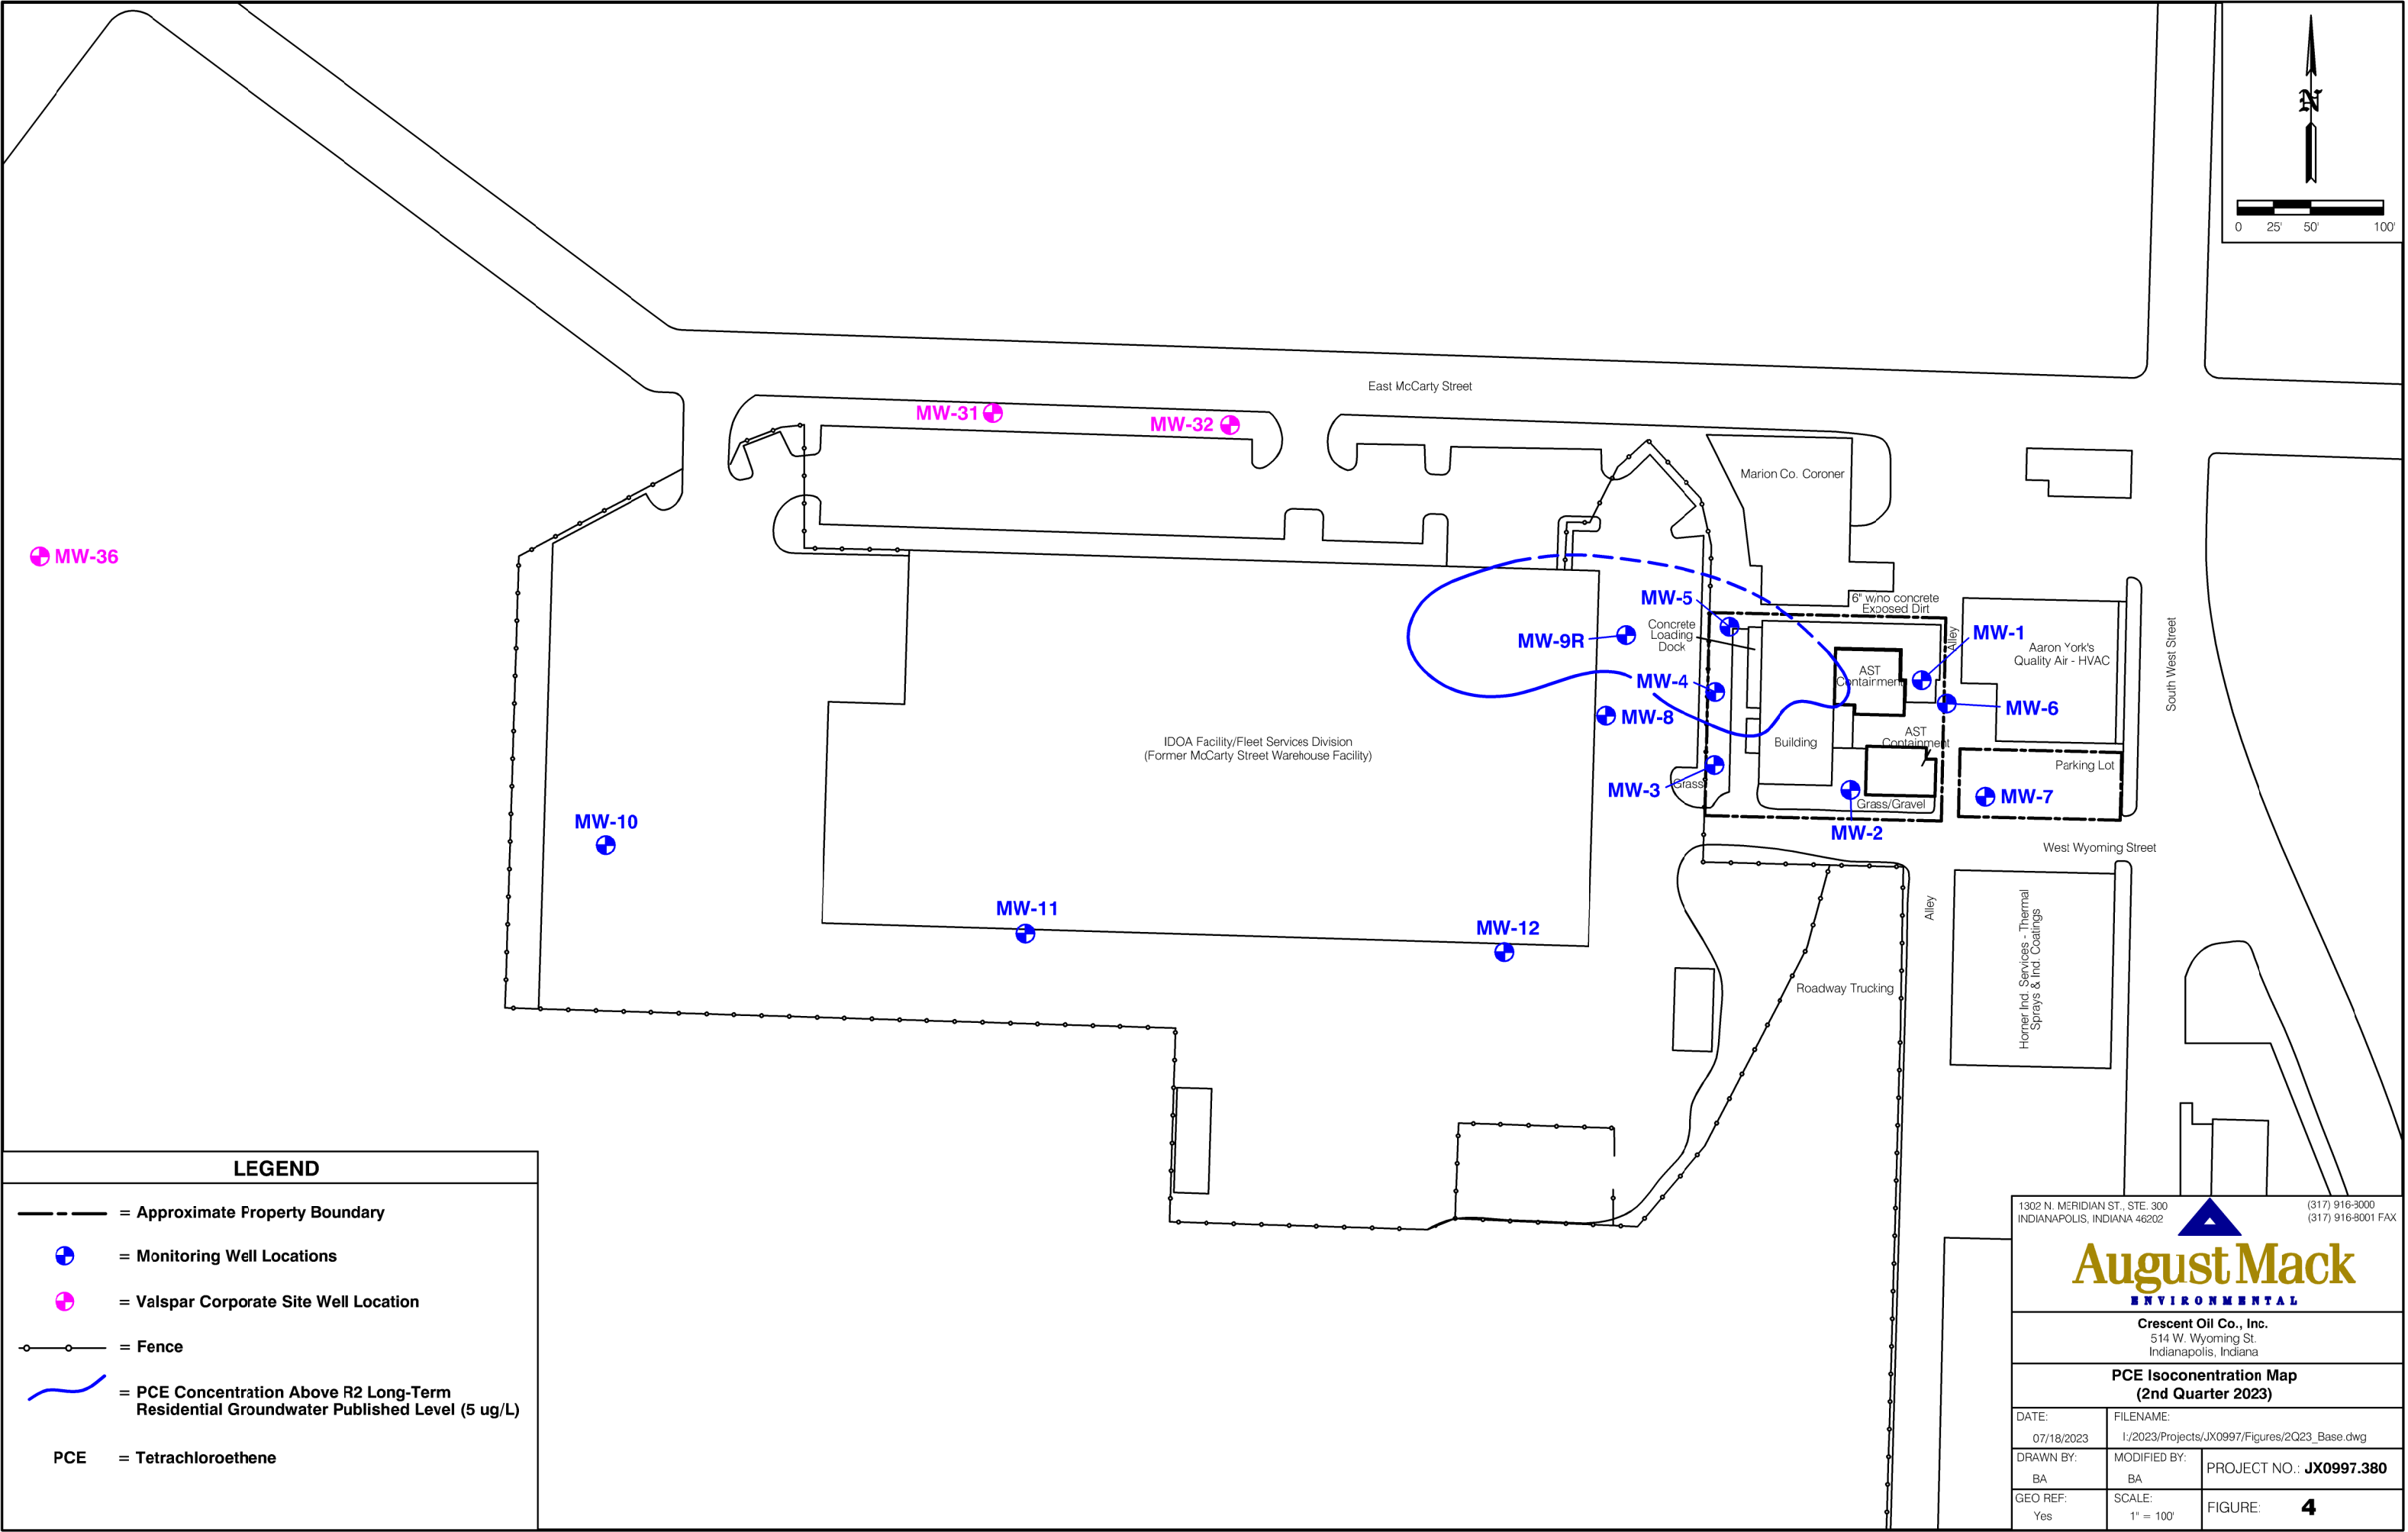 N
0 25' 50' 100'
East McCarty Street
MW-31
MW-32
Marion Co. Coroner
MW-36
MW-5
6" w/no concrete
Exposed Dirt
Concrete
Loading
Dock
MW-9R
Alley
MW-1
Aaron York's
Quality Air - HVAC
South West Street
AST
Containment
MW-4
MW-6
MW-8
IDOA Facility/Fleet Services Division
(Former McCarty Street Warehouse Facility)
Building
AST
Containment
Parking Lot
MW-3
Grass
MW-7
Grass/Gravel
MW-2
MW-10
West Wyoming Street
MW-11
MW-12
Alley
Horner Ind. Services - Thermal
Sprays & Ind. Coatings
Roadway Trucking
LEGEND
= Approximate Property Boundary
= Monitoring Well Locations
= Valspar Corporate Site Well Location
= Fence
= PCE Concentration Above R2 Long-Term
Residential Groundwater Published Level (5 ug/L)
PCE = Tetrachloroethene
1302 N. MERIDIAN ST., STE. 300
INDIANAPOLIS, INDIANA 46202
(317) 916-8000
(317) 916-8001 FAX
August Mack
ENVIRONMENTAL
Crescent Oil Co., Inc.
514 W. Wyoming St.
Indianapolis, Indiana
PCE Isoconentration Map
(2nd Quarter 2023)
DATE:
07/18/2023
FILENAME:
I:/2023/Projects/JX0997/Figures/2Q23_Base.dwg
DRAWN BY:
BA
MODIFIED BY:
BA
PROJECT NO.: JX0997.380
GEO REF:
Yes
SCALE:
1" = 100'
FIGURE: 4